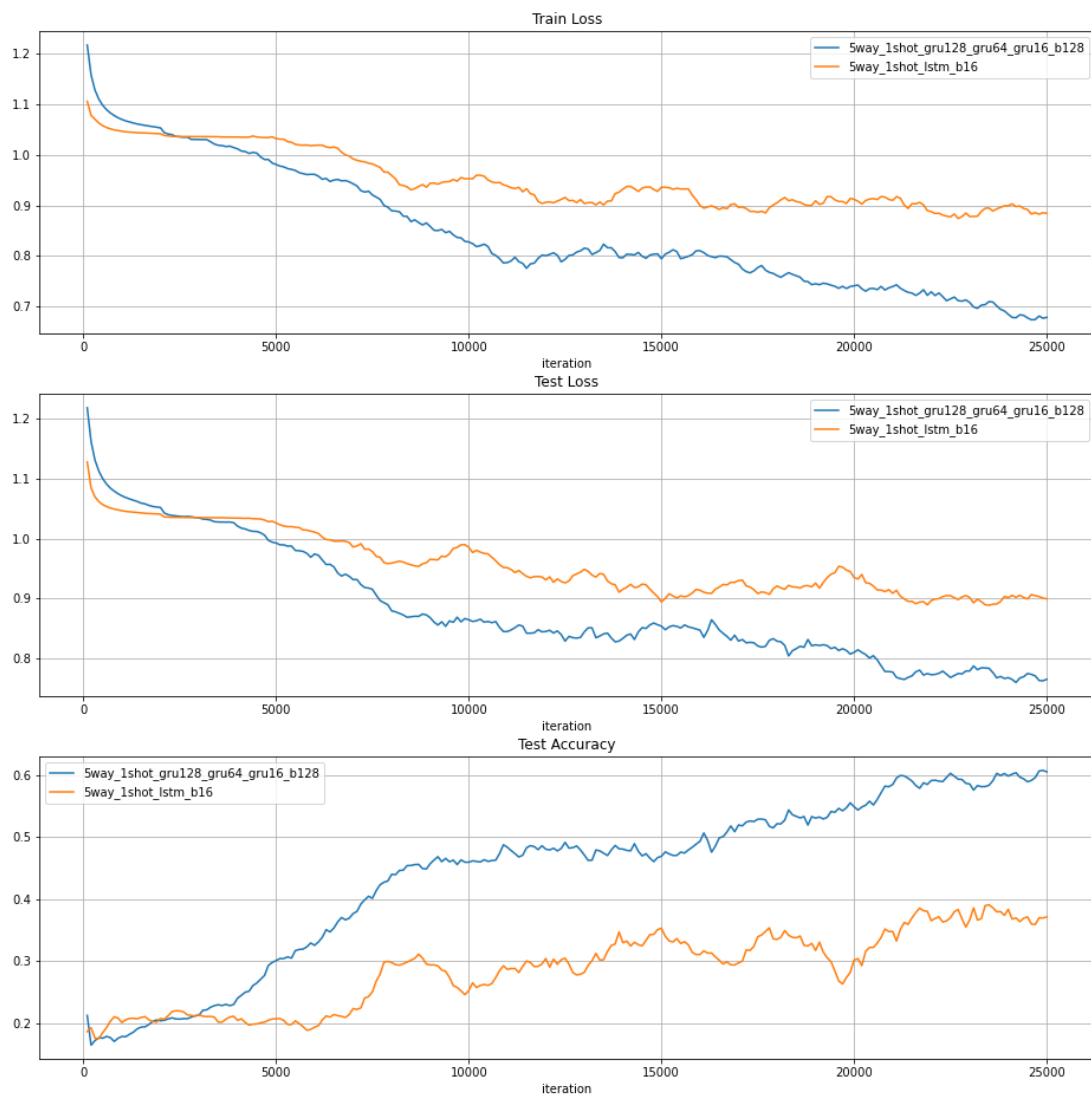 Train Loss
1.2
1.1
1.0
0.9
0.8
0.7
5way_1shot_gru128_gru64_gru16_b128
5way_1shot_lstm_b16
0 5000 10000 15000 20000 25000
iteration
Test Loss
1.2
1.1
1.0
0.9
0.8
5way_1shot_gru128_gru64_gru16_b128
5way_1shot_lstm_b16
0 5000 10000 15000 20000 25000
iteration
Test Accuracy
0.6
0.5
0.4
0.3
0.2
5way_1shot_gru128_gru64_gru16_b128
5way_1shot_lstm_b16
0 5000 10000 15000 20000 25000
iteration